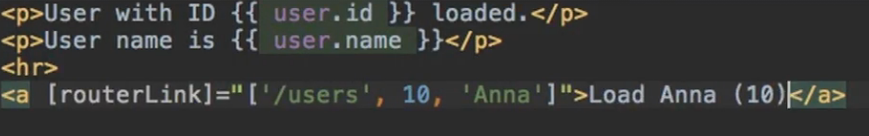 <p>User with ID {{ user.id }} loaded.</p>
<p>User name is {{ user.name }}</p>
<hr>
<a [routerLink]="['/users', 10, 'Anna']">Load Anna (10)</a>